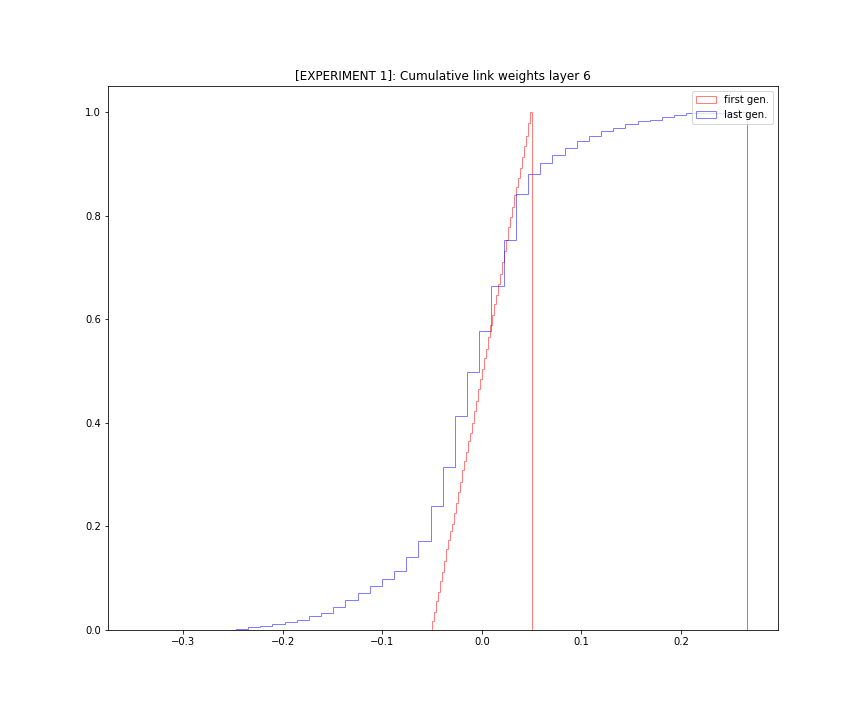 [EXPERIMENT 1]: Cumulative link weights layer 6
first gen.
last gen.
1.0
0.8
0.6
0.4
0.2
0.0
−0.3 −0.2 −0.1 0.0 0.1 0.2